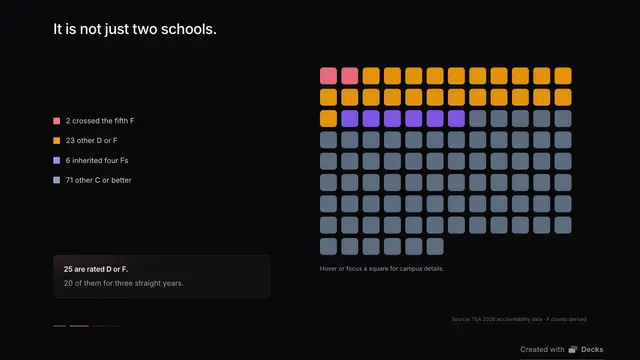 It is not just two schools.
2 crossed the fifth F
23 other D or F
6 inherited four Fs
71 other C or better
25 are rated D or F.
20 of them for three straight years.
Hover or focus a square for campus details.
Source: TEA 2026 accountability data · F counts derived
Created with Decks